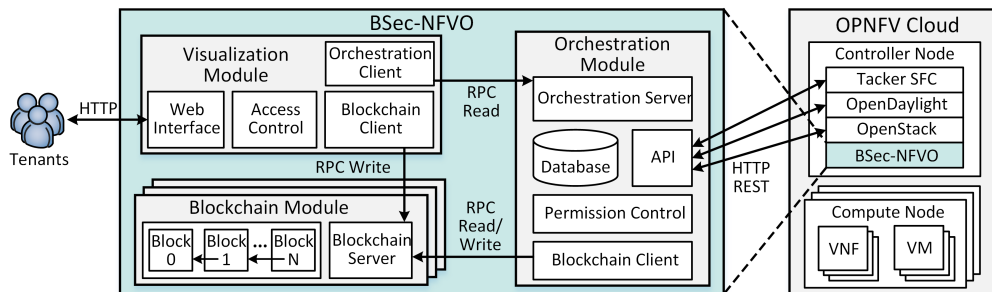 BSec-NFVO
Visualization
Module
Orchestration
Client
Web
Interface
Access
Control
Blockchain
Client
HTTP
Tenants
RPC
Read
RPC Write
Blockchain Module
Block
0
Block
1
...
Block
N
Blockchain
Server
RPC
Read/
Write
Orchestration
Module
Orchestration Server
Database
API
Permission Control
Blockchain Client
HTTP
REST
OPNFV Cloud
Controller Node
Tacker SFC
OpenDaylight
OpenStack
BSec-NFVO
Compute Node
VNF
VM